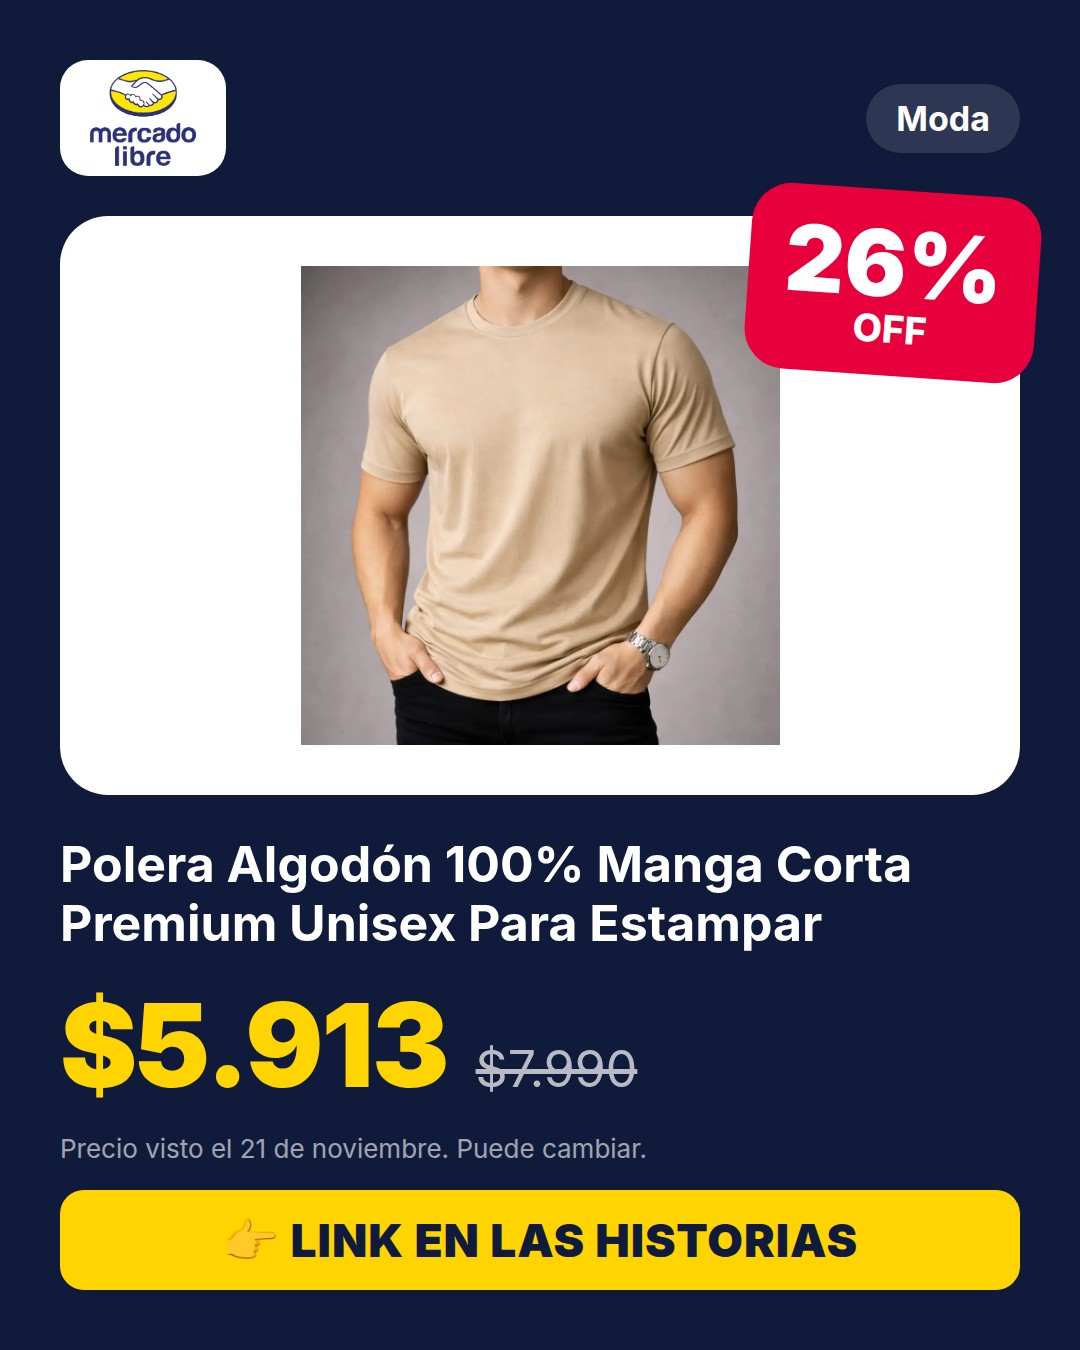 mercado
libre
Moda
26%
OFF
Polera Algodón 100% Manga Corta
Premium Unisex Para Estampar
$5.913 $7.990
Precio visto el 21 de noviembre. Puede cambiar.
👉 LINK EN LAS HISTORIAS